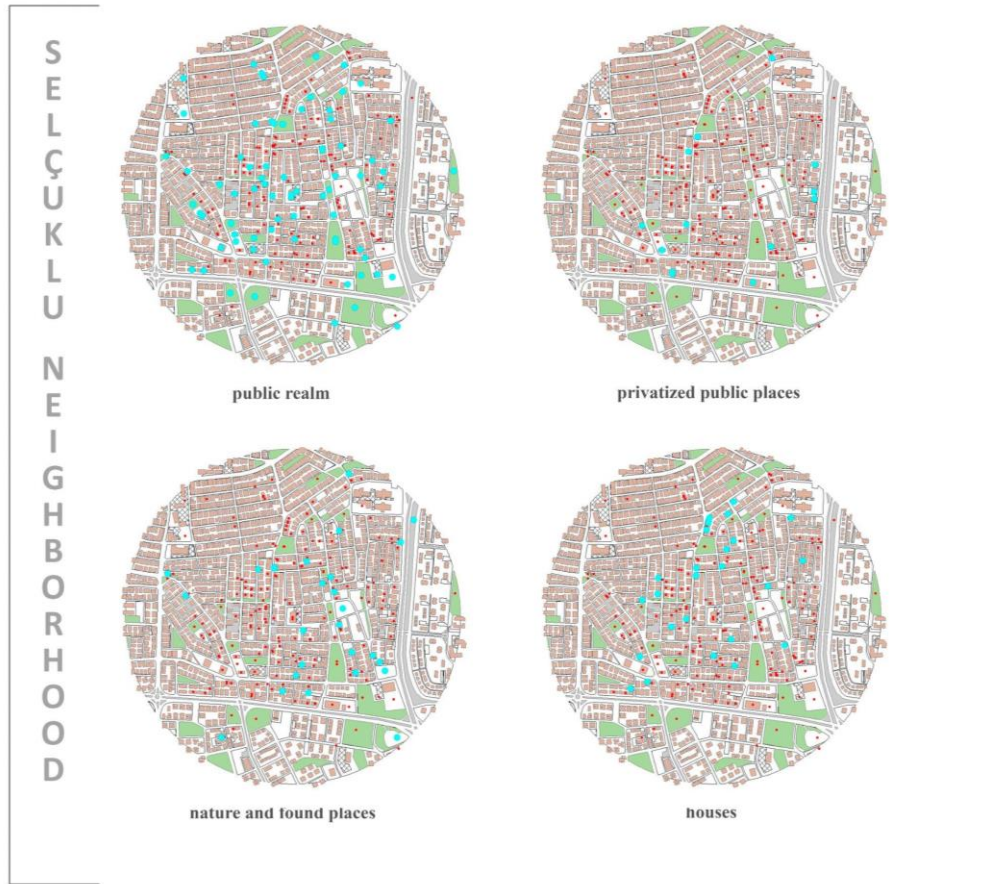 SELÇUKLU NEIGHBORHOOD
public realm
privatized public places
nature and found places
houses